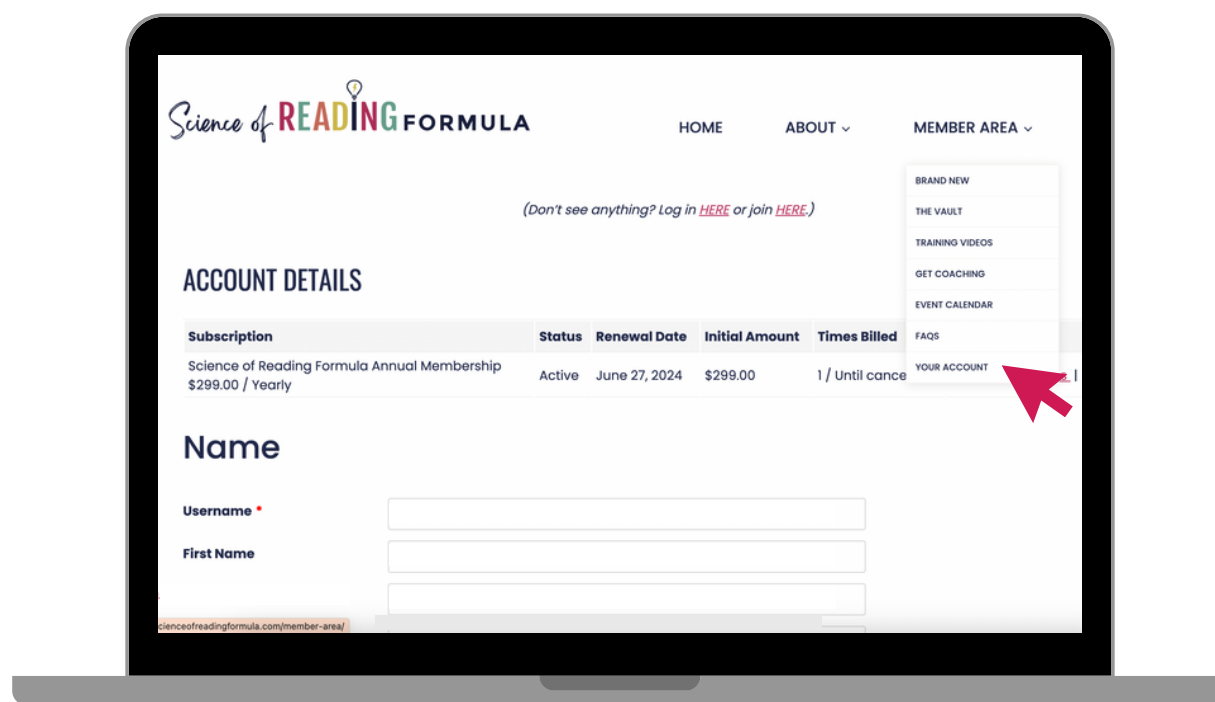 Science of READING FORMULA
HOME ABOUT MEMBER AREA
BRAND NEW
THE VAULT
TRAINING VIDEOS
GET COACHING
EVENT CALENDAR
FAQS
YOUR ACCOUNT
(Don't see anything? Log in HERE or join HERE.)
ACCOUNT DETAILS
Subscription Status Renewal Date Initial Amount Times Billed
Science of Reading Formula Annual Membership
$299.00 / Yearly
Active June 27, 2024 $299.00 1 / Until cance |
Name
Username *
First Name
cienceofreadingformula.com/member-area/